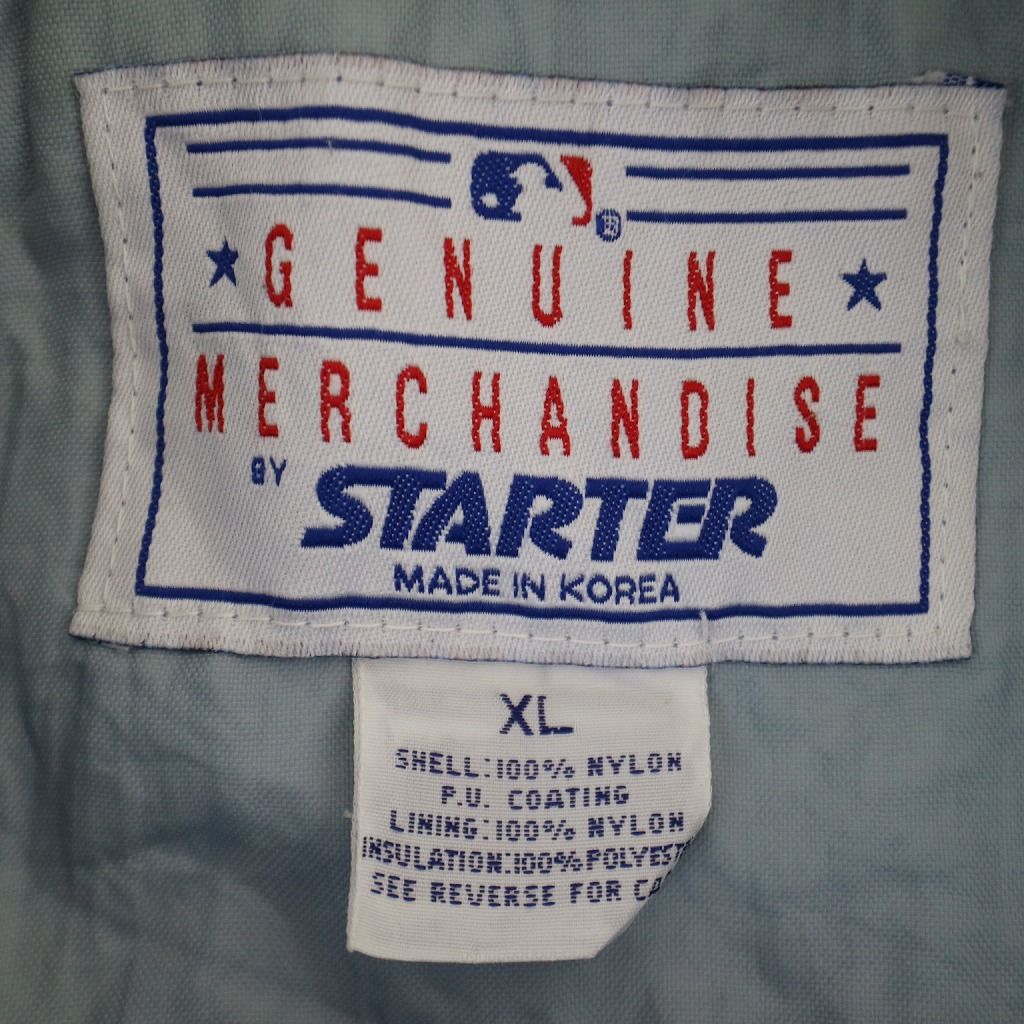 GENUINE
MERCHANDISE
BY STARTER
MADE IN KOREA
XL
SHELL:100% NYLON
P.U. COATING
LINING:100% NYLON
INSULATION:100% POLYEST
SEE REVERSE FOR